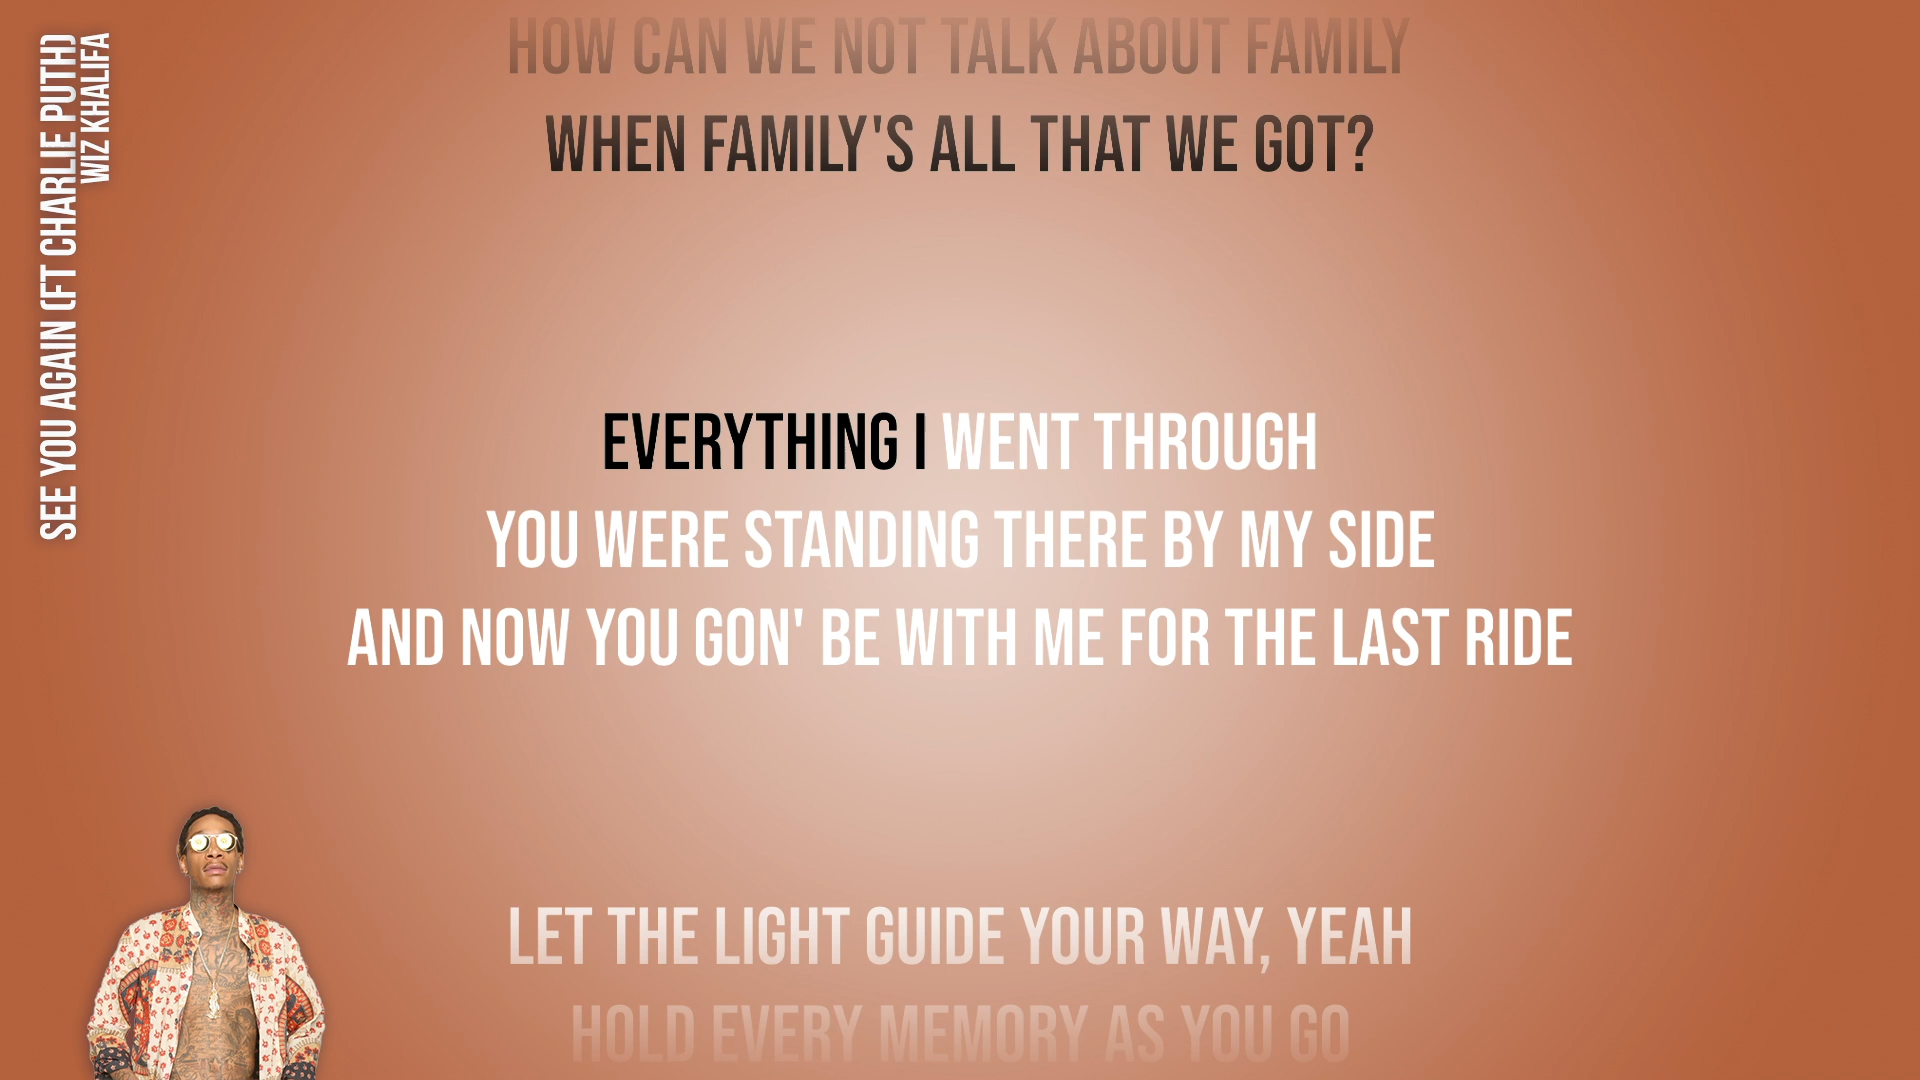 SEE YOU AGAIN (FT CHARLIE PUTH)
WIZ KHALIFA
HOW CAN WE NOT TALK ABOUT FAMILY
WHEN FAMILY'S ALL THAT WE GOT?
EVERYTHING I WENT THROUGH
YOU WERE STANDING THERE BY MY SIDE
AND NOW YOU GON' BE WITH ME FOR THE LAST RIDE
LET THE LIGHT GUIDE YOUR WAY, YEAH
HOLD EVERY MEMORY AS YOU GO